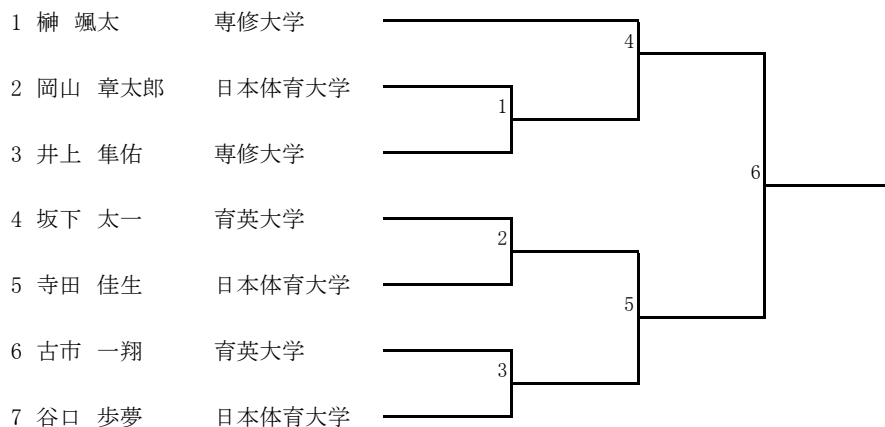 1 榊 颯太 専修大学
4
2 岡山 章太郎 日本体育大学
1
3 井上 隼佑 専修大学
6
4 坂下 太一 育英大学
2
5 寺田 佳生 日本体育大学
5
6 古市 一翔 育英大学
3
7 谷口 歩夢 日本体育大学